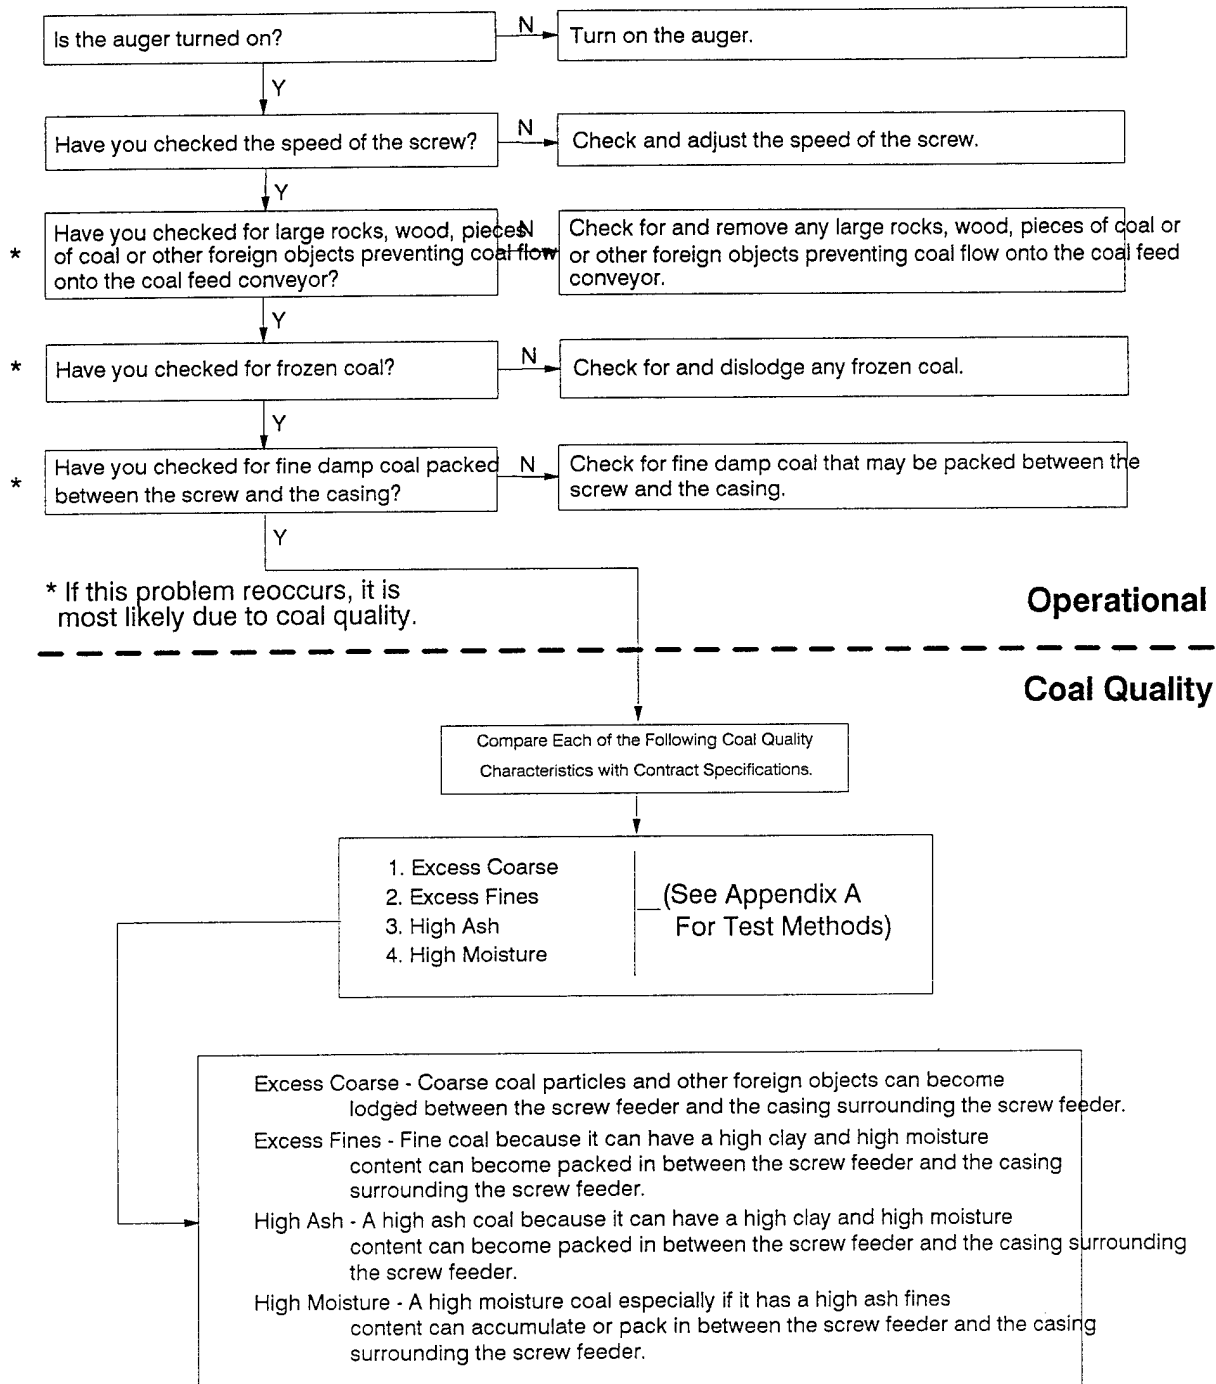 Is the auger turned on?
N
Turn on the auger.
Y
Have you checked the speed of the screw?
N
Check and adjust the speed of the screw.
Y
*
Have you checked for large rocks, wood, pieces
of coal or other foreign objects preventing coal flow
onto the coal feed conveyor?
N
Check for and remove any large rocks, wood, pieces of coal or
or other foreign objects preventing coal flow onto the coal feed
conveyor.
Y
*
Have you checked for frozen coal?
N
Check for and dislodge any frozen coal.
Y
*
Have you checked for fine damp coal packed
between the screw and the casing?
N
Check for fine damp coal that may be packed between the
screw and the casing.
Y
* If this problem reoccurs, it is
most likely due to coal quality.
Operational
Coal Quality
Compare Each of the Following Coal Quality
Characteristics with Contract Specifications.
1. Excess Coarse
2. Excess Fines
3. High Ash
4. High Moisture
(See Appendix A
For Test Methods)
Excess Coarse - Coarse coal particles and other foreign objects can become
lodged between the screw feeder and the casing surrounding the screw feeder.
Excess Fines - Fine coal because it can have a high clay and high moisture
content can become packed in between the screw feeder and the casing
surrounding the screw feeder.
High Ash - A high ash coal because it can have a high clay and high moisture
content can become packed in between the screw feeder and the casing surrounding
the screw feeder.
High Moisture - A high moisture coal especially if it has a high ash fines
content can accumulate or pack in between the screw feeder and the casing
surrounding the screw feeder.